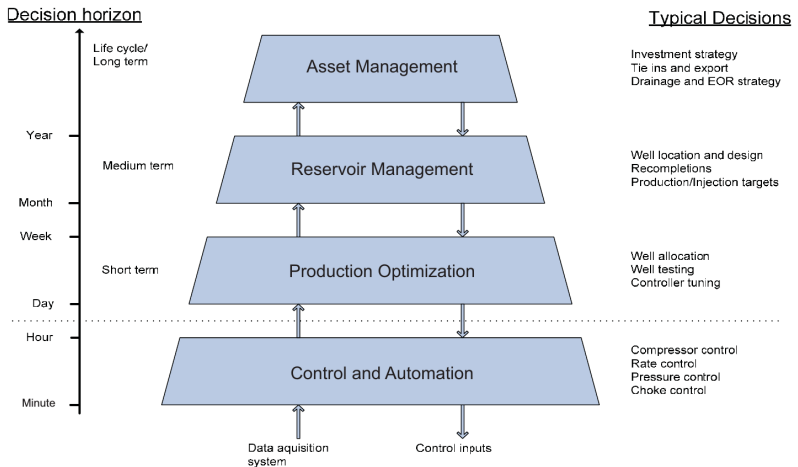 Decision horizon
Typical Decisions
Life cycle/
Long term
Asset Management
Investment strategy
Tie ins and export
Drainage and EOR strategy
Year
Medium term
Reservoir Management
Well location and design
Recompletions
Production/Injection targets
Month
Week
Short term
Production Optimization
Well allocation
Well testing
Controller tuning
Day
Hour
Control and Automation
Compressor control
Rate control
Pressure control
Choke control
Minute
Data aquisition
system
Control inputs